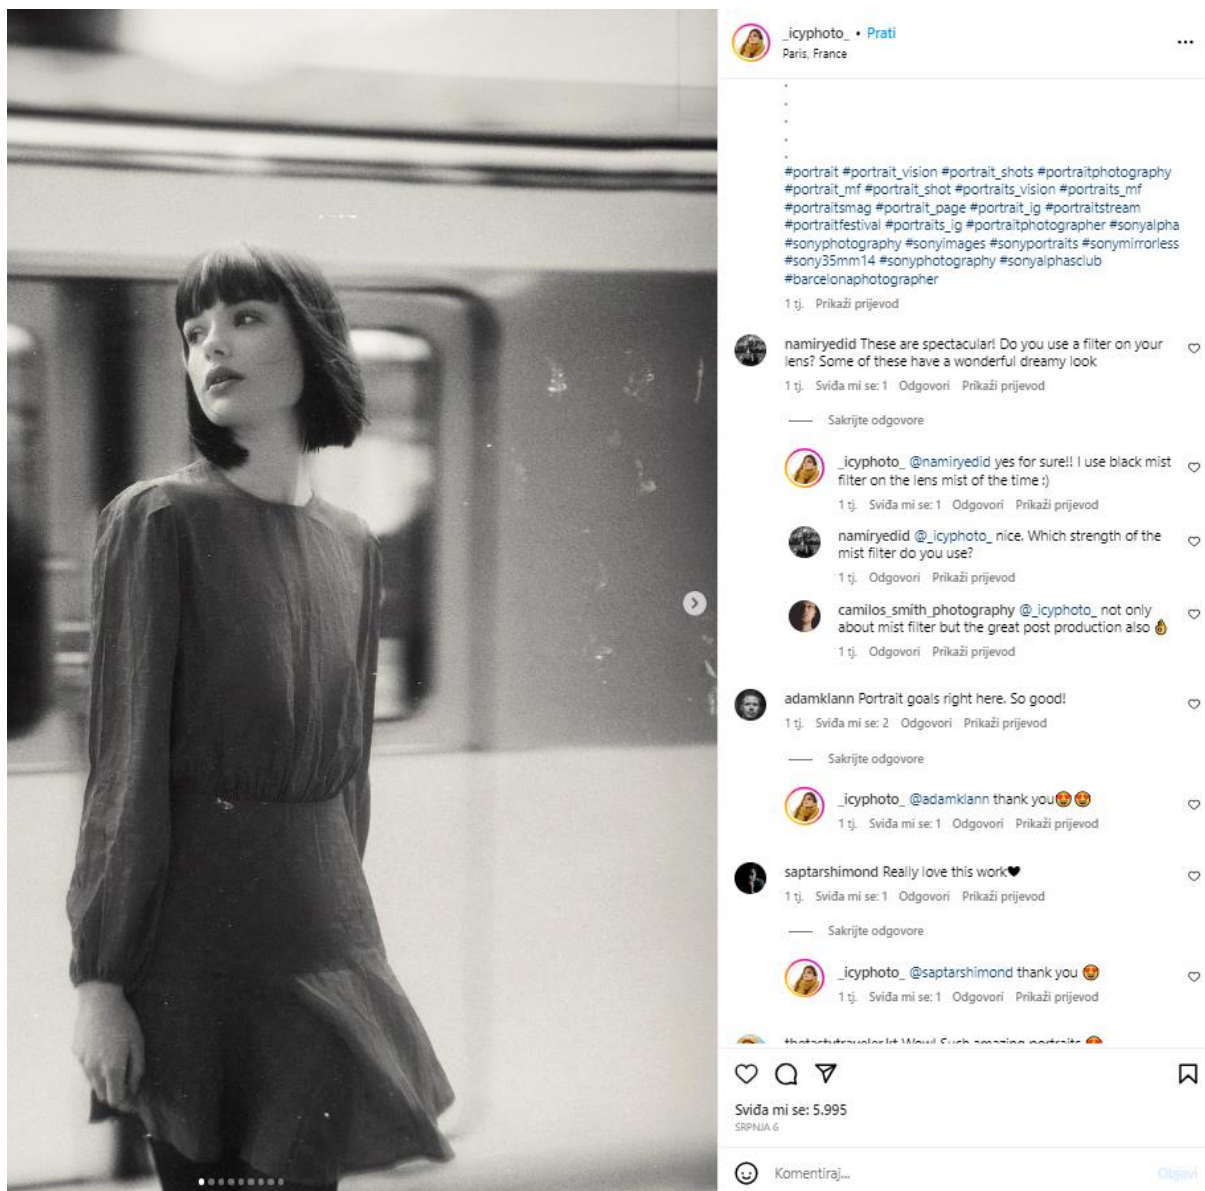 _icyphoto_ • Prati
Paris, France
.
.
.
.
.
#portrait #portrait_vision #portrait_shots #portraitphotography
#portrait_mf #portrait_shot #portraits_vision #portraits_mf
#portraitsmag #portrait_page #portrait_ig #portraitstream
#portraitfestival #portraits_ig #portraitphotographer #sonyalpha
#sonyphotography #sonyimages #sonyportraits #sonymirrorless
#sony35mm14 #sonyphotography #sonyalphasclub
#barcelonaphotographer
1 tj. Prikaži prijevod
namiryedid These are spectacular! Do you use a filter on your
lens? Some of these have a wonderful dreamy look
1 tj. Sviđa mi se: 1 Odgovori Prikaži prijevod
Sakrijte odgovore
_icyphoto_ @namiryedid yes for sure!! I use black mist
filter on the lens mist of the time :)
1 tj. Sviđa mi se: 1 Odgovori Prikaži prijevod
namiryedid @_icyphoto_ nice. Which strength of the
mist filter do you use?
1 tj. Odgovori Prikaži prijevod
camilos_smith_photography @_icyphoto_ not only
about mist filter but the great post production also 👌
1 tj. Odgovori Prikaži prijevod
adamklann Portrait goals right here. So good!
1 tj. Sviđa mi se: 2 Odgovori Prikaži prijevod
Sakrijte odgovore
_icyphoto_ @adamklann thank you😍😍
1 tj. Sviđa mi se: 1 Odgovori Prikaži prijevod
saptarshimond Really love this work🖤
1 tj. Sviđa mi se: 1 Odgovori Prikaži prijevod
Sakrijte odgovore
_icyphoto_ @saptarshimond thank you 😍
1 tj. Sviđa mi se: 1 Odgovori Prikaži prijevod
thetastytraveler.kt Wow! Such amazing portraits 😍
Sviđa mi se: 5.995
SRPNJA 6
Komentiraj...
Objavi